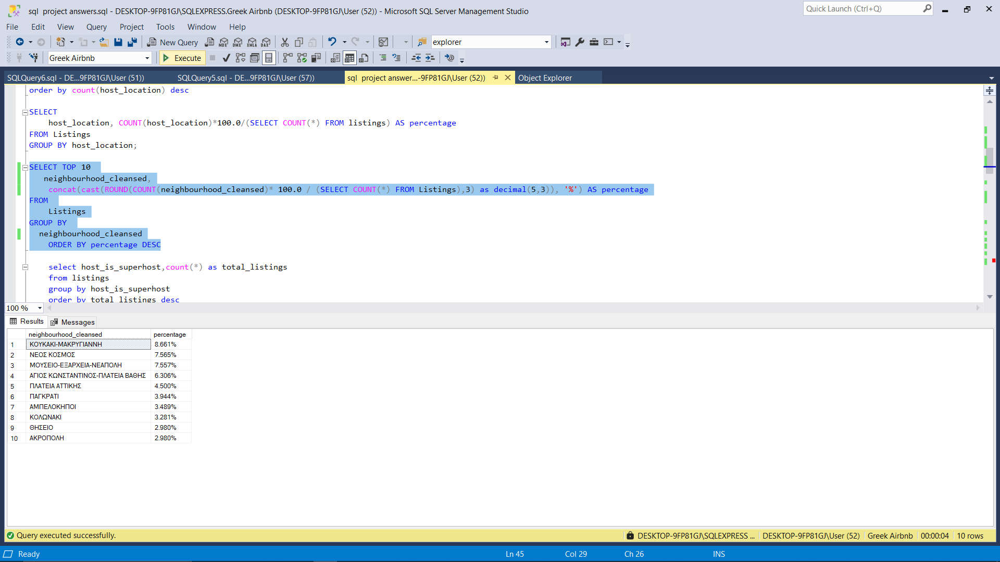 sql  project answers.sql - DESKTOP-9FP81GJ\SQLEXPRESS.Greek Airbnb (DESKTOP-9FP81GJ\User (52)) - Microsoft SQL Server Management Studio
Quick Launch (Ctrl+Q)
File Edit View Query Project Tools Window Help
New Query MDX DMX XMLA DAX explorer
Greek Airbnb Execute
SQLQuery6.sql - DE...9FP81GJ\User (51)) SQLQuery5.sql - DE...9FP81GJ\User (57)) sql  project answer...-9FP81GJ\User (52)) Object Explorer
order by count(host_location) desc
SELECT
host_location, COUNT(host_location)*100.0/(SELECT COUNT(*) FROM listings) AS percentage
FROM Listings
GROUP BY host_location;
SELECT TOP 10
neighbourhood_cleansed,
concat(cast(ROUND(COUNT(neighbourhood_cleansed)* 100.0 / (SELECT COUNT(*) FROM Listings),3) as decimal(5,3)), '%') AS percentage
FROM
Listings
GROUP BY
neighbourhood_cleansed
ORDER BY percentage DESC
select host_is_superhost,count(*) as total_listings
from listings
group by host_is_superhost
order by total_listings desc
100 %
Results Messages
neighbourhood_cleansed percentage
1 ΚΟΥΚΑΚΙ-ΜΑΚΡΥΓΙΑΝΝΗ 8.661%
2 ΝΕΟΣ ΚΟΣΜΟΣ 7.565%
3 ΜΟΥΣΕΙΟ-ΕΞΑΡΧΕΙΑ-ΝΕΑΠΟΛΗ 7.557%
4 ΑΓΙΟΣ ΚΩΝΣΤΑΝΤΙΝΟΣ-ΠΛΑΤΕΙΑ ΒΑΘΗΣ 6.306%
5 ΠΛΑΤΕΙΑ ΑΤΤΙΚΗΣ 4.500%
6 ΠΑΓΚΡΑΤΙ 3.944%
7 ΑΜΠΕΛΟΚΗΠΟΙ 3.489%
8 ΚΟΛΩΝΑΚΙ 3.281%
9 ΘΗΣΕΙΟ 2.980%
10 ΑΚΡΟΠΟΛΗ 2.980%
Query executed successfully. DESKTOP-9FP81GJ\SQLEXPRESS ... DESKTOP-9FP81GJ\User (52) Greek Airbnb 00:00:04 10 rows
Ready Ln 45 Col 29 Ch 26 INS